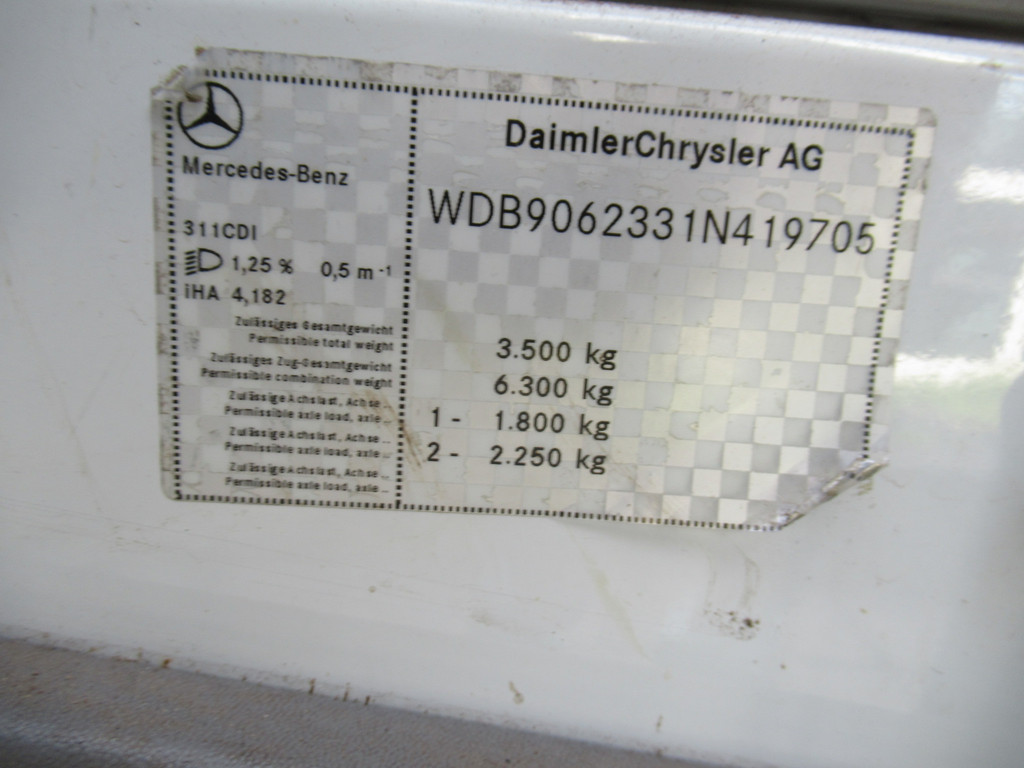 Mercedes-Benz
311CDI
1,25 % 0,5 m⁻¹
iHA 4,182
DaimlerChrysler AG
WDB9062331N419705
Zulässiges Gesamtgewicht
Permissible total weight
3.500 kg
Zulässiges Zug-Gesamtgewicht
Permissible combination weight
6.300 kg
Zulässige Achslast, Achse ..
Permissible axle load, axle ..
1 - 1.800 kg
Zulässige Achslast, Achse ..
Permissible axle load, axle ..
2 - 2.250 kg
Zulässige Achslast, Achse ..
Permissible axle load, axle ..